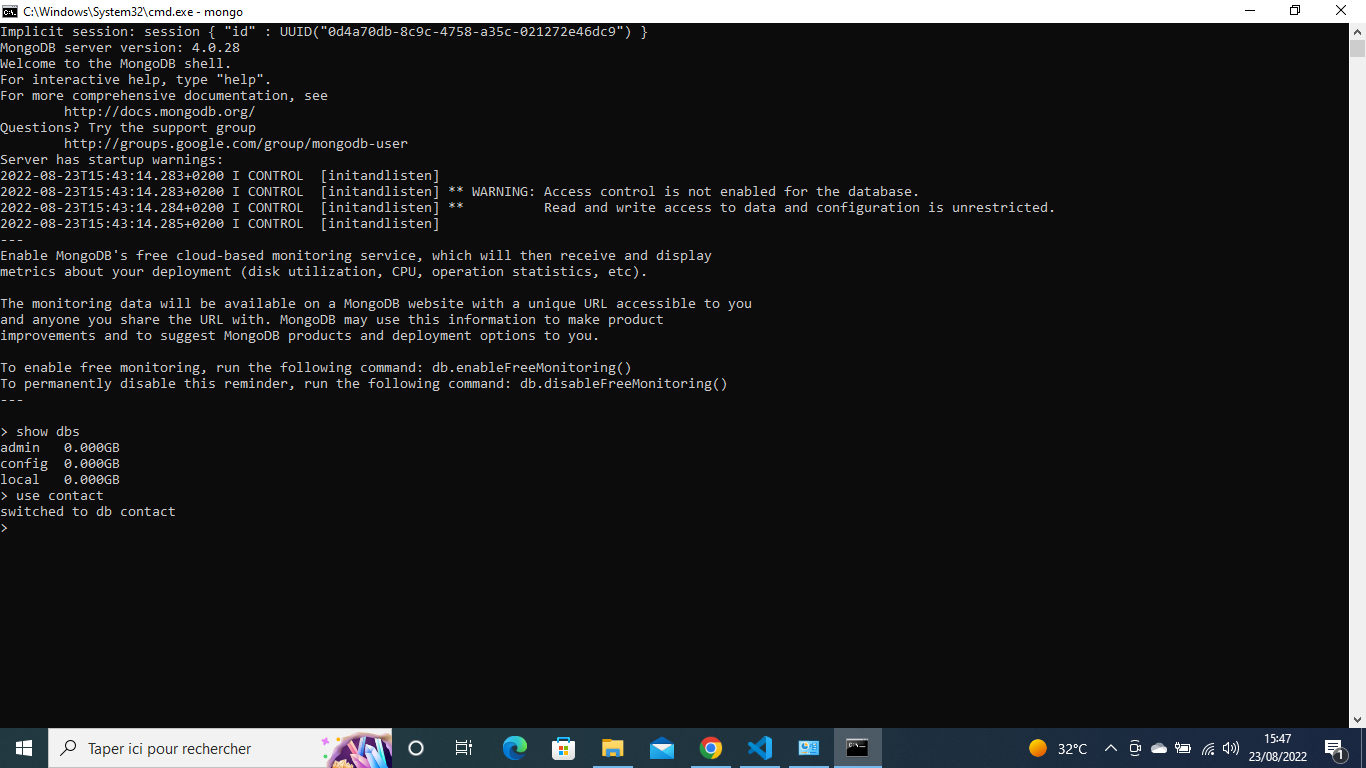 C:\Windows\System32\cmd.exe - mongo
Implicit session: session { "id" : UUID("0d4a70db-8c9c-4758-a35c-021272e46dc9") }
MongoDB server version: 4.0.28
Welcome to the MongoDB shell.
For interactive help, type "help".
For more comprehensive documentation, see
        http://docs.mongodb.org/
Questions? Try the support group
        http://groups.google.com/group/mongodb-user
Server has startup warnings:
2022-08-23T15:43:14.283+0200 I CONTROL  [initandlisten]
2022-08-23T15:43:14.283+0200 I CONTROL  [initandlisten] ** WARNING: Access control is not enabled for the database.
2022-08-23T15:43:14.284+0200 I CONTROL  [initandlisten] **          Read and write access to data and configuration is unrestricted.
2022-08-23T15:43:14.285+0200 I CONTROL  [initandlisten]
---
Enable MongoDB's free cloud-based monitoring service, which will then receive and display
metrics about your deployment (disk utilization, CPU, operation statistics, etc).
The monitoring data will be available on a MongoDB website with a unique URL accessible to you
and anyone you share the URL with. MongoDB may use this information to make product
improvements and to suggest MongoDB products and deployment options to you.
To enable free monitoring, run the following command: db.enableFreeMonitoring()
To permanently disable this reminder, run the following command: db.disableFreeMonitoring()
---
> show dbs
admin   0.000GB
config  0.000GB
local   0.000GB
> use contact
switched to db contact
>
Taper ici pour rechercher
32°C
15:47
23/08/2022
1